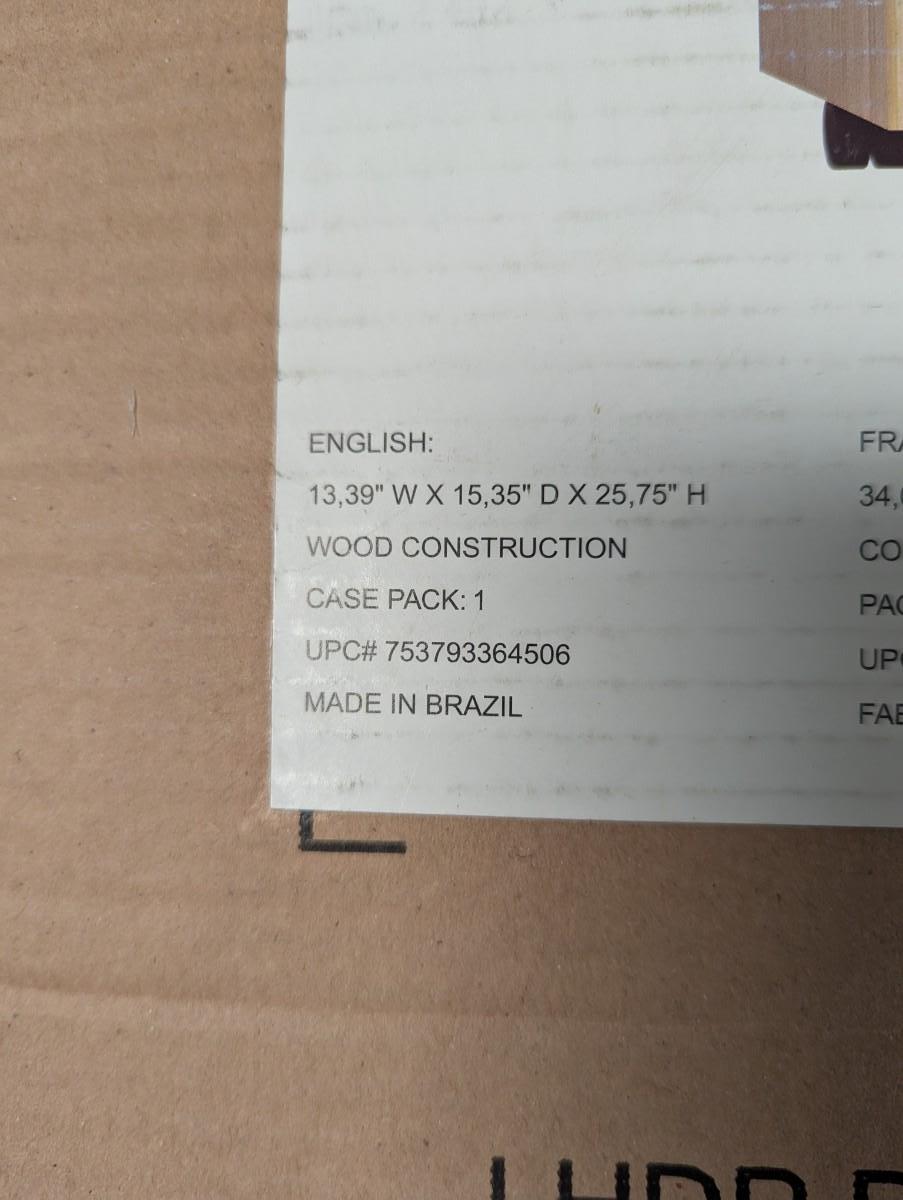 ENGLISH:
13,39" W X 15,35" D X 25,75" H
WOOD CONSTRUCTION
CASE PACK: 1
UPC# 753793364506
MADE IN BRAZIL